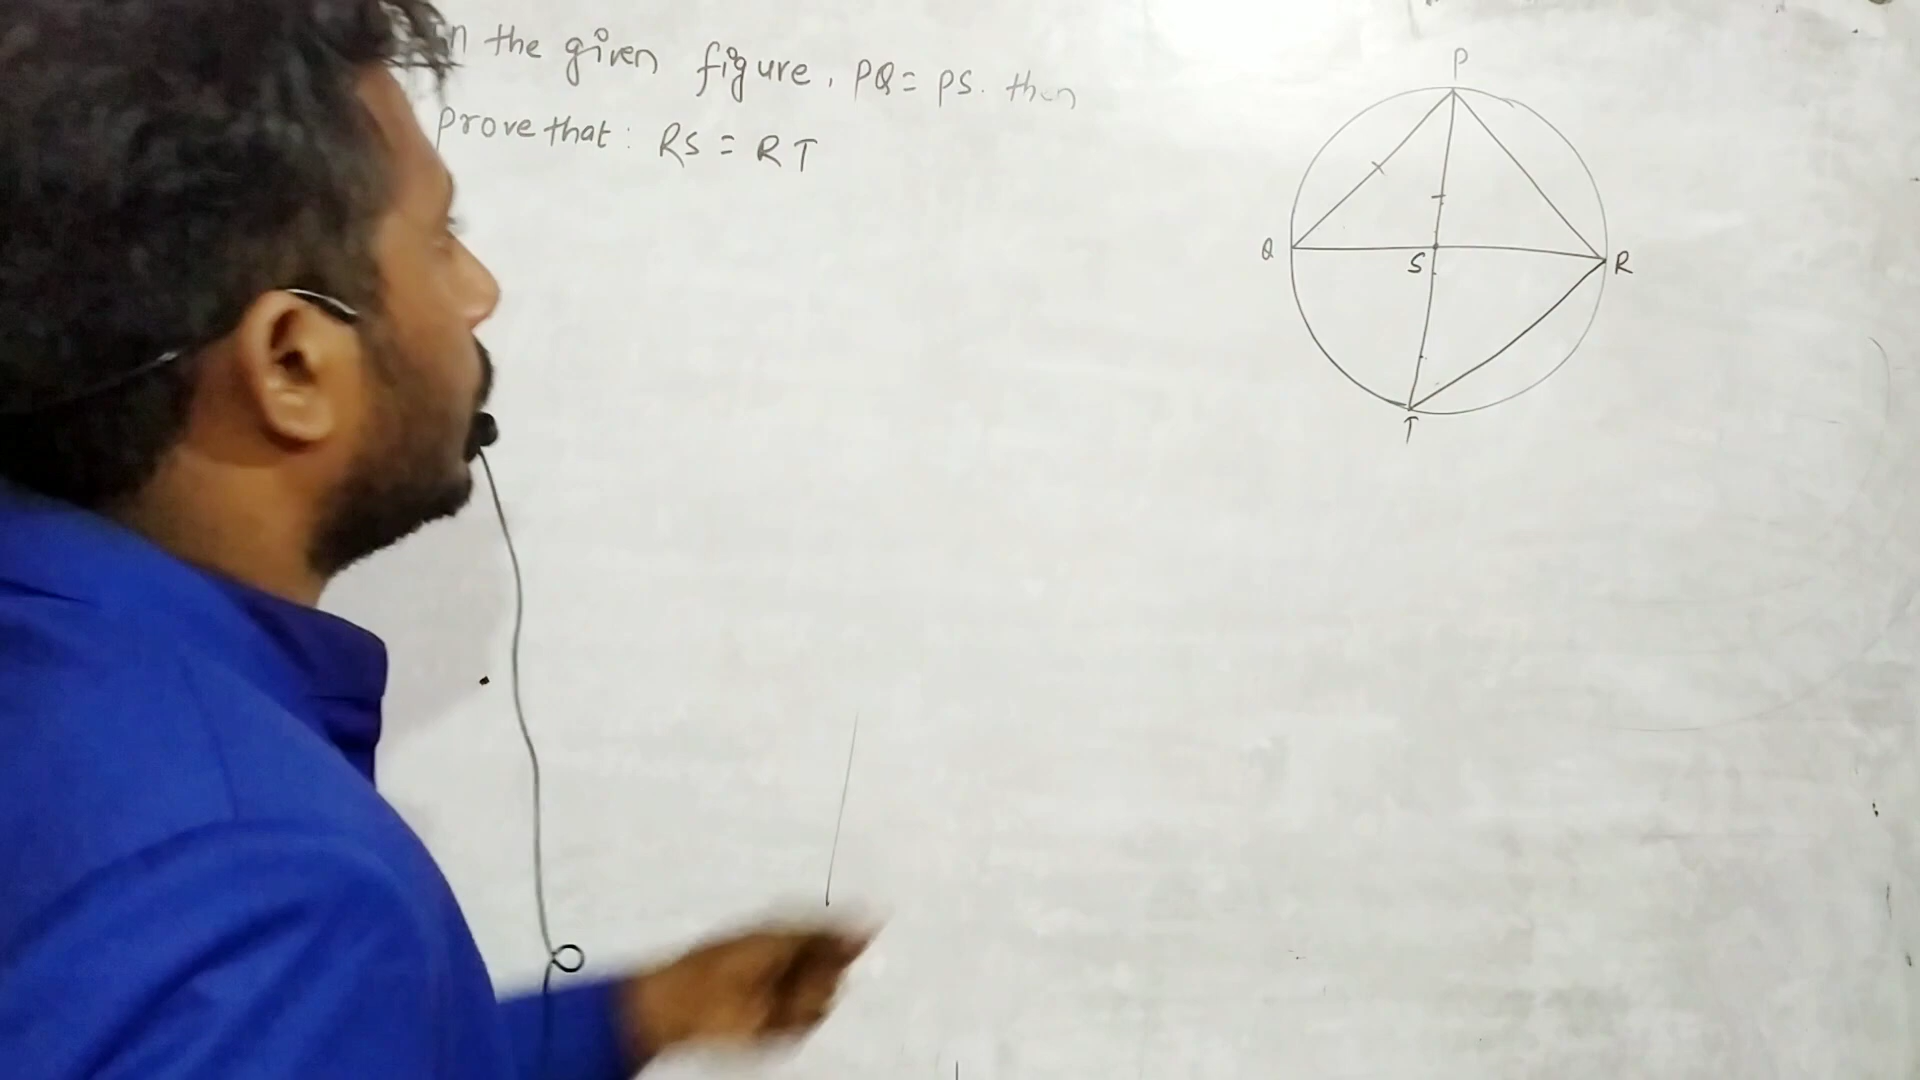 n the given figure, PQ = PS. then
prove that: RS = RT
P
Q
S
R
T